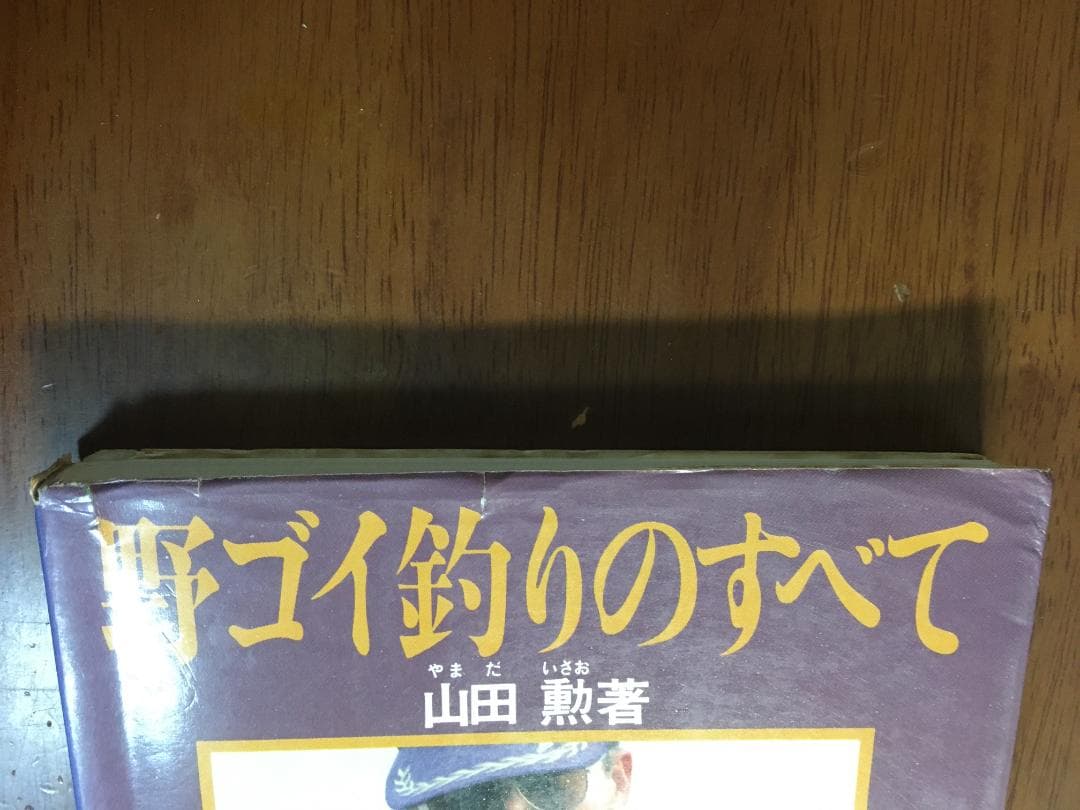 野ゴイ釣りのすべて
やまだ いさお
山田 勲著